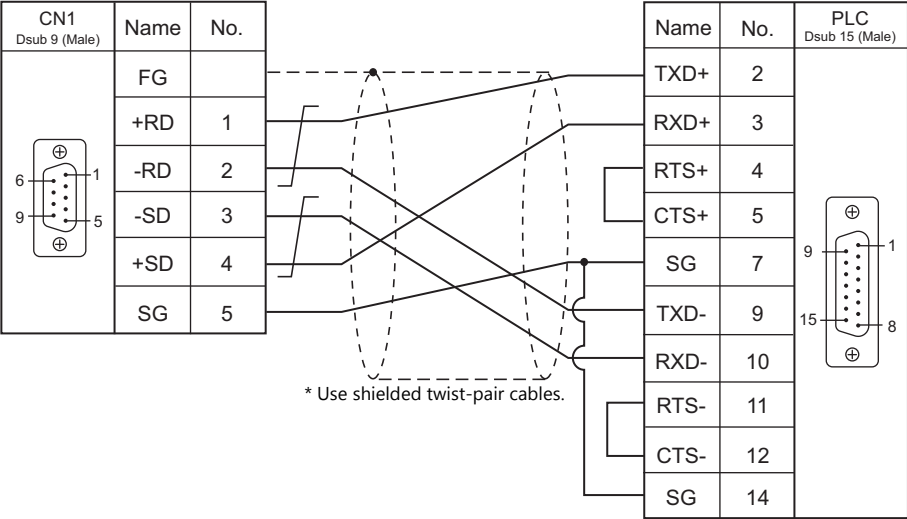 CN1
Dsub 9 (Male)
Name
No.
FG
+RD
1
-RD
2
-SD
3
+SD
4
SG
5
6
1
9
5
* Use shielded twist-pair cables.
Name
No.
PLC
Dsub 15 (Male)
TXD+
2
RXD+
3
RTS+
4
CTS+
5
SG
7
TXD-
9
RXD-
10
RTS-
11
CTS-
12
SG
14
9
1
15
8